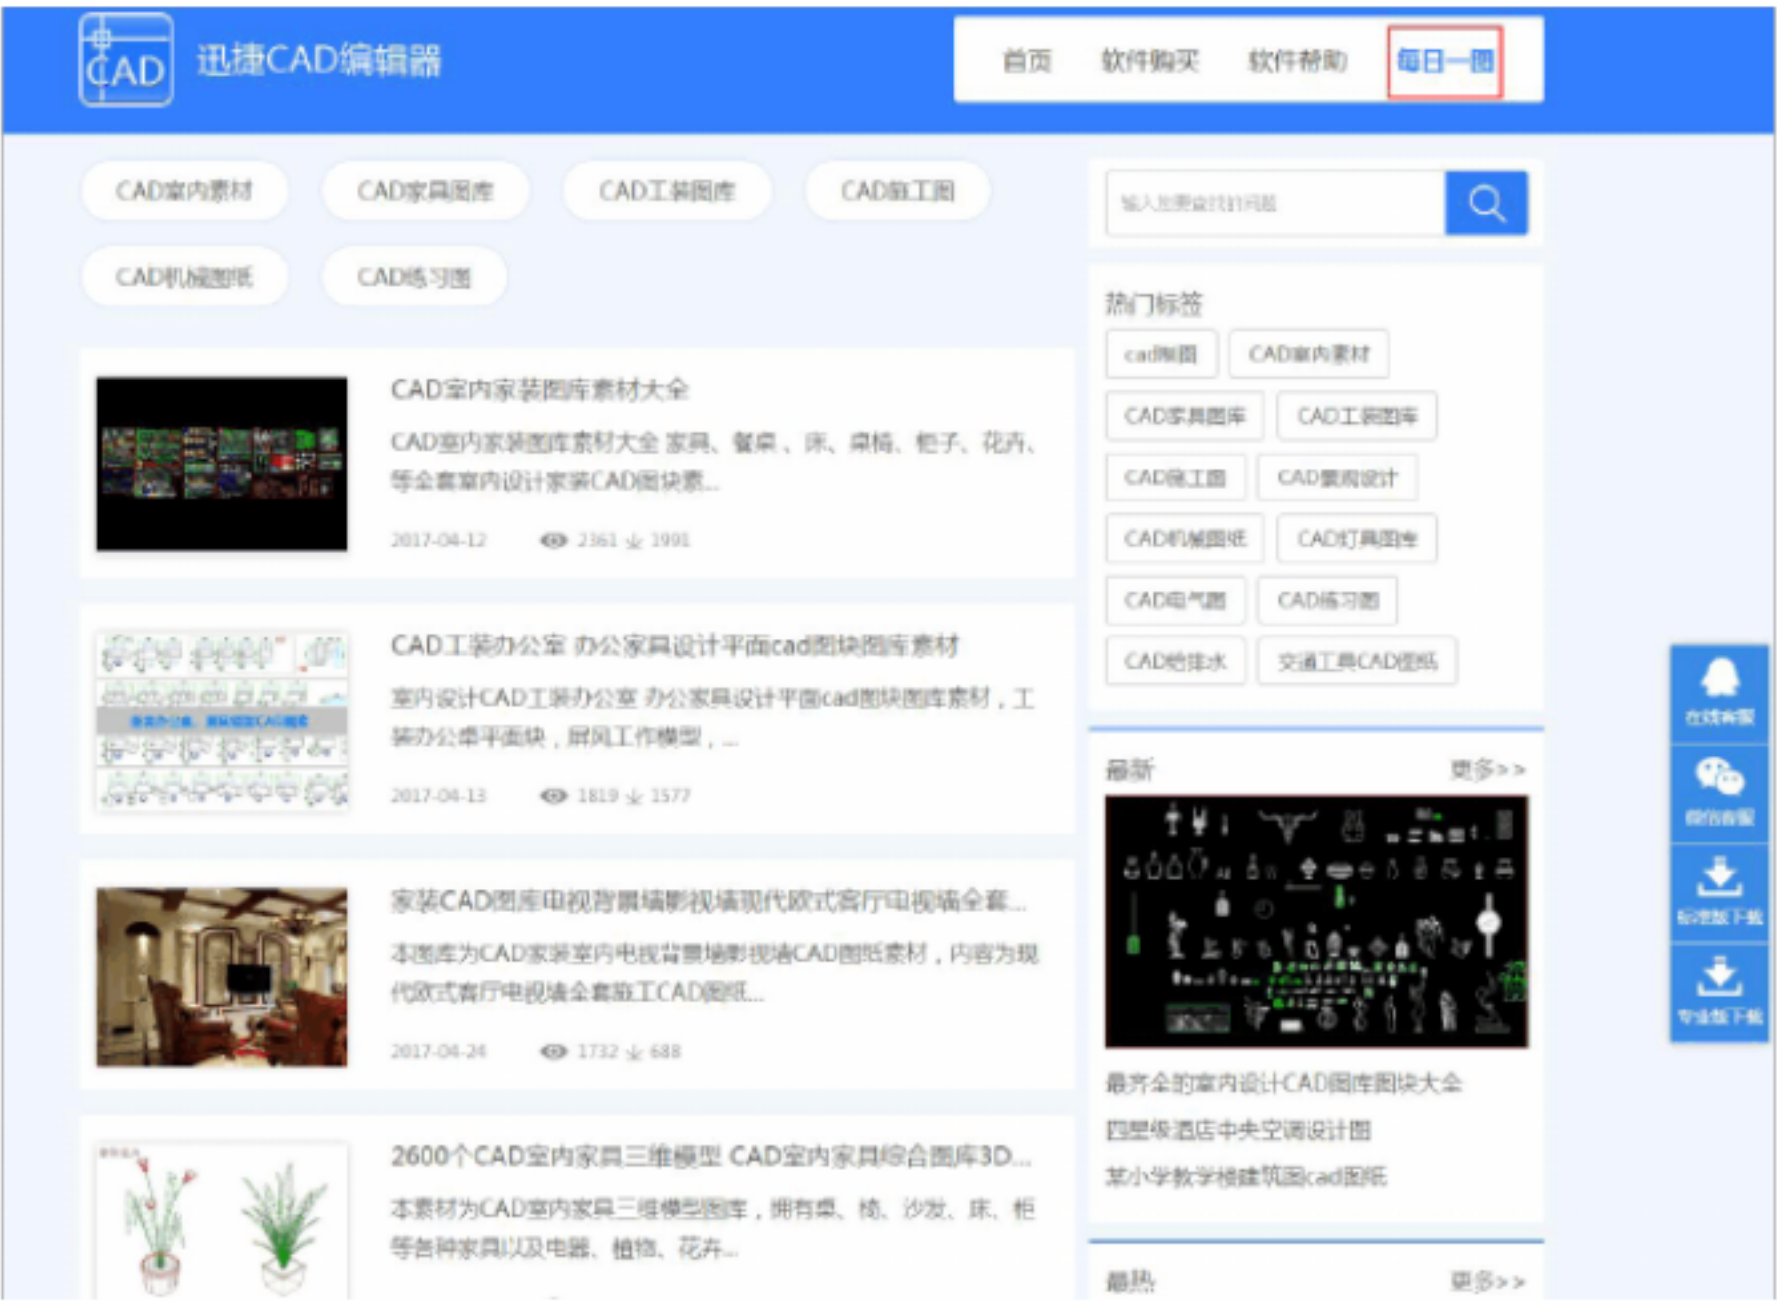 CAD
迅捷CAD编辑器
首页
软件购买
软件帮助
每日一图
CAD室内素材
CAD家具图库
CAD工装图库
CAD施工图
CAD机械图纸
CAD练习图
CAD室内家装图库素材大全
CAD室内家装图库素材大全 家具、餐桌、床、桌椅、柜子、花卉、
等全套室内设计家装CAD图块素...
2017-04-12
2361
1991
CAD工装办公室 办公家具设计平面cad图块图库素材
室内设计CAD工装办公室 办公家具设计平面cad图块图库素材，工
装办公桌平面块，屏风工作模型，...
2017-04-13
1819
1577
家装CAD图库电视背景墙影视墙现代欧式客厅电视墙全套...
本图库为CAD家装室内电视背景墙影视墙CAD图纸素材，内容为现
代欧式客厅电视墙全套施工CAD图纸...
2017-04-24
1732
688
2600个CAD室内家具三维模型 CAD室内家具综合图库3D...
本素材为CAD室内家具三维模型图库，拥有桌、椅、沙发、床、柜
等各种家具以及电器、植物、花卉...
输入您要查找的问题
热门标签
cad制图
CAD室内素材
CAD家具图库
CAD工装图库
CAD施工图
CAD景观设计
CAD机械图纸
CAD灯具图库
CAD电气图
CAD练习图
CAD给排水
交通工具CAD图纸
最新
更多>>
最齐全的室内设计CAD图库图块大全
四星级酒店中央空调设计图
某小学教学楼建筑图cad图纸
最热
更多>>
在线客服
微信客服
标准版下载
专业版下载